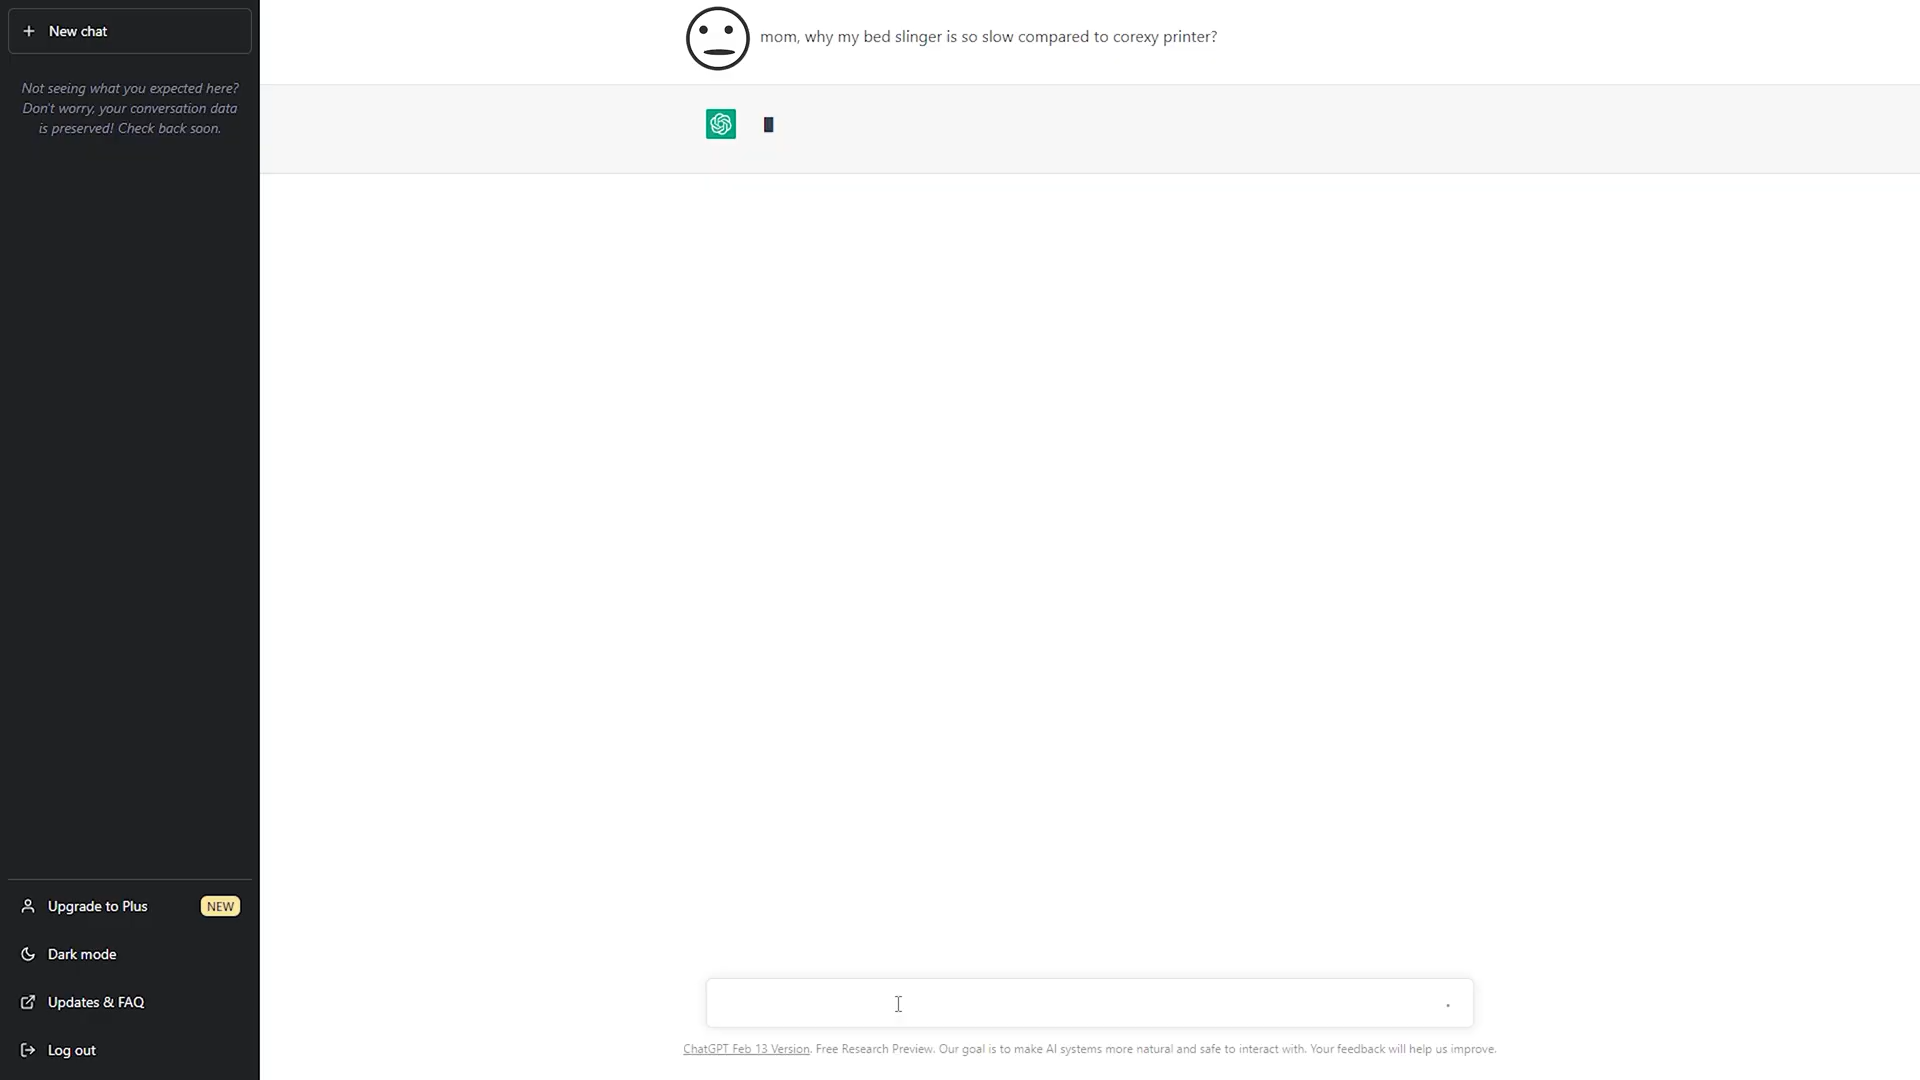 New chat
Not seeing what you expected here?
Don't worry, your conversation data
is preserved! Check back soon.
mom, why my bed slinger is so slow compared to corexy printer?
Upgrade to Plus NEW
Dark mode
Updates & FAQ
Log out
ChatGPT Feb 13 Version. Free Research Preview. Our goal is to make AI systems more natural and safe to interact with. Your feedback will help us improve.